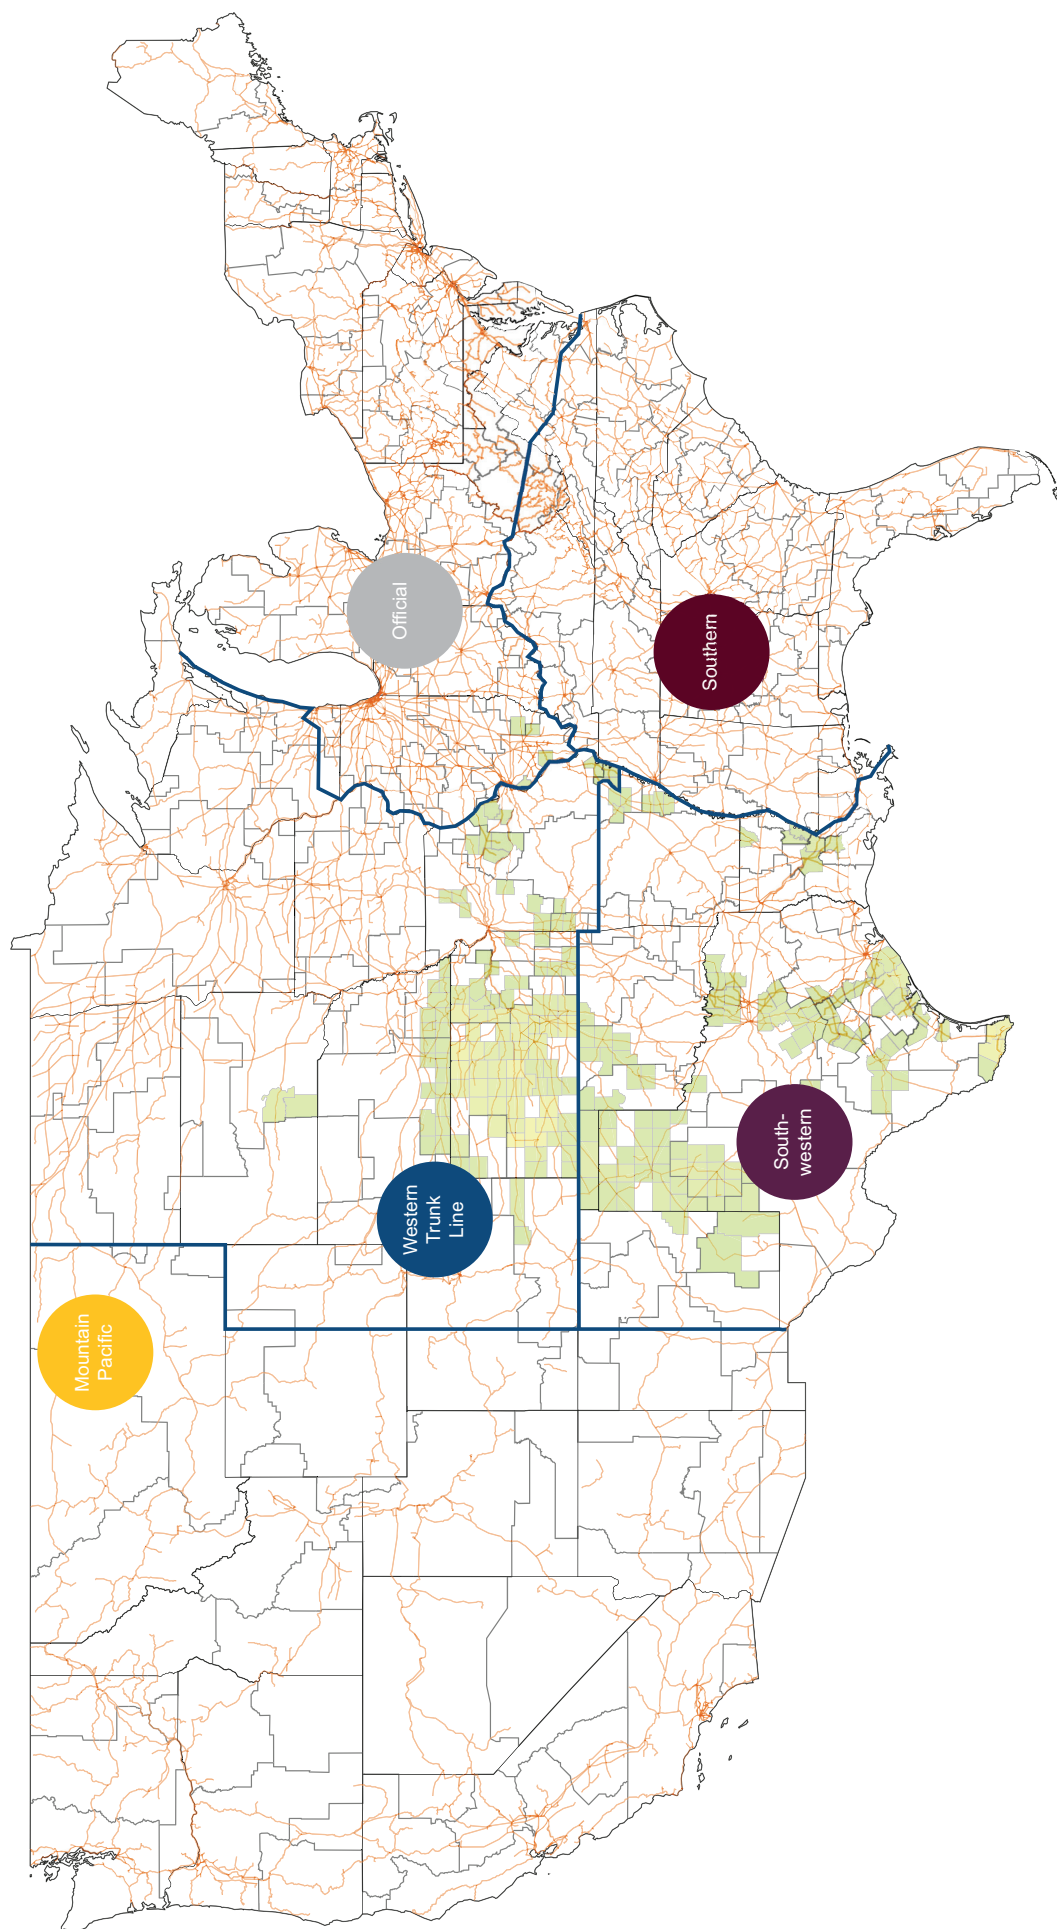 Mountain
Pacific
Western
Trunk
Line
Official
South-
western
Southern